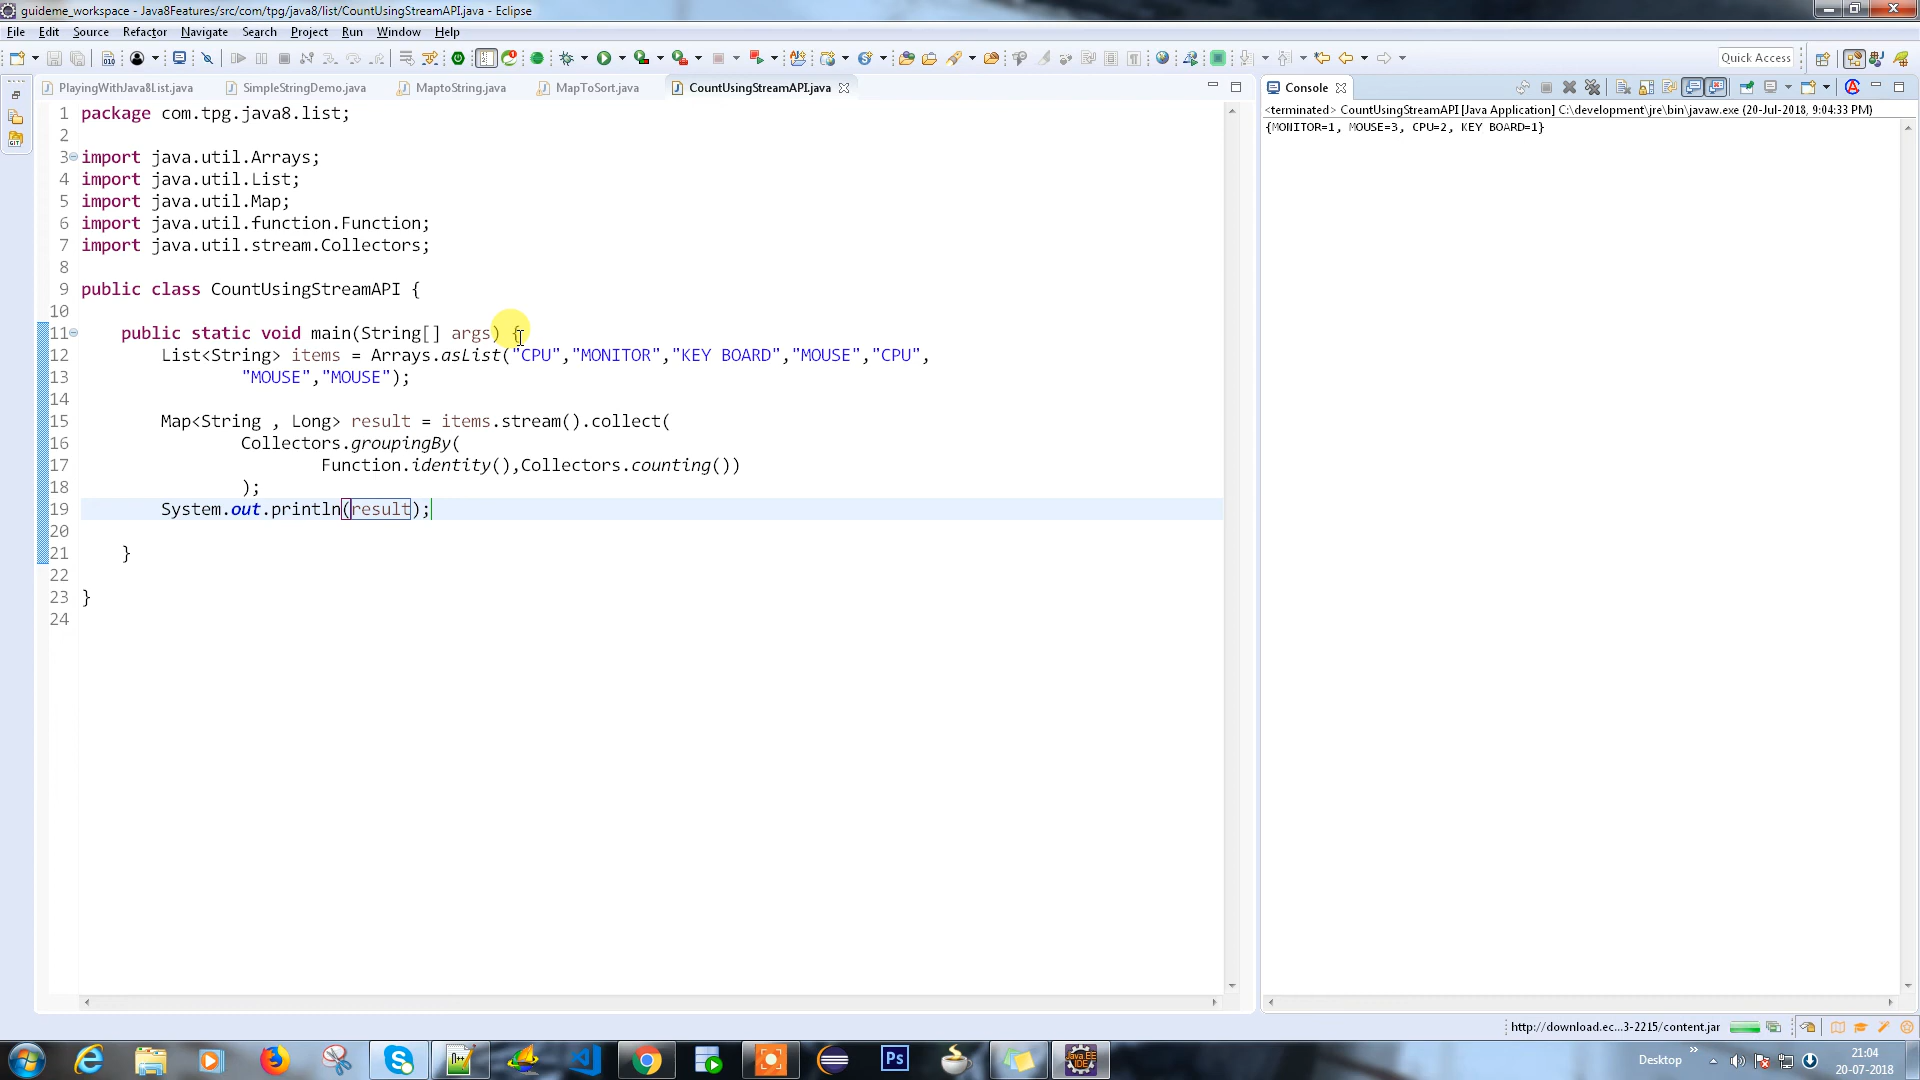 guideme_workspace - Java8Features/src/com/tpg/java8/list/CountUsingStreamAPI.java - Eclipse
File Edit Source Refactor Navigate Search Project Run Window Help
Quick Access
PlayingWithJava8List.java SimpleStringDemo.java MaptoString.java MapToSort.java CountUsingStreamAPI.java
1 package com.tpg.java8.list;
2
3 import java.util.Arrays;
4 import java.util.List;
5 import java.util.Map;
6 import java.util.function.Function;
7 import java.util.stream.Collectors;
8
9 public class CountUsingStreamAPI {
10
11 public static void main(String[] args) {
12 List<String> items = Arrays.asList("CPU","MONITOR","KEY BOARD","MOUSE","CPU",
13 "MOUSE","MOUSE");
14
15 Map<String , Long> result = items.stream().collect(
16 Collectors.groupingBy(
17 Function.identity(),Collectors.counting())
18 );
19 System.out.println(result);
20
21 }
22
23 }
24
Console
<terminated> CountUsingStreamAPI [Java Application] C:\development\jre\bin\javaw.exe (20-Jul-2018, 9:04:33 PM)
{MONITOR=1, MOUSE=3, CPU=2, KEY BOARD=1}
http://download.ec...3-2215/content.jar
Ps
Java EE
IDE
Desktop
21:04
20-07-2018